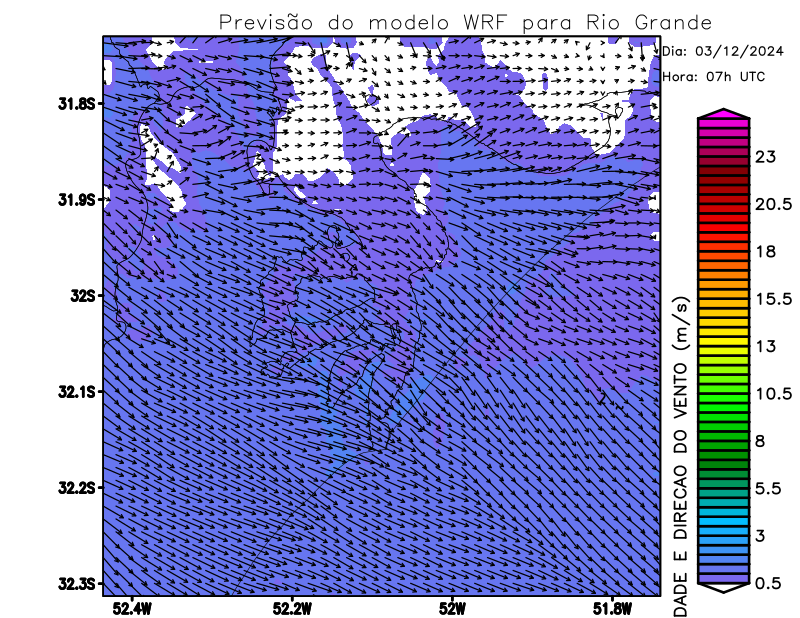 Previsão do modelo WRF para Rio Grande
Dia: 03/12/2024
Hora: 07h UTC
31.8S
31.9S
32S
32.1S
32.2S
32.3S
52.4W
52.2W
52W
51.8W
DADE E DIRECAO DO VENTO (m/s)
23
20.5
18
15.5
13
10.5
8
5.5
3
0.5